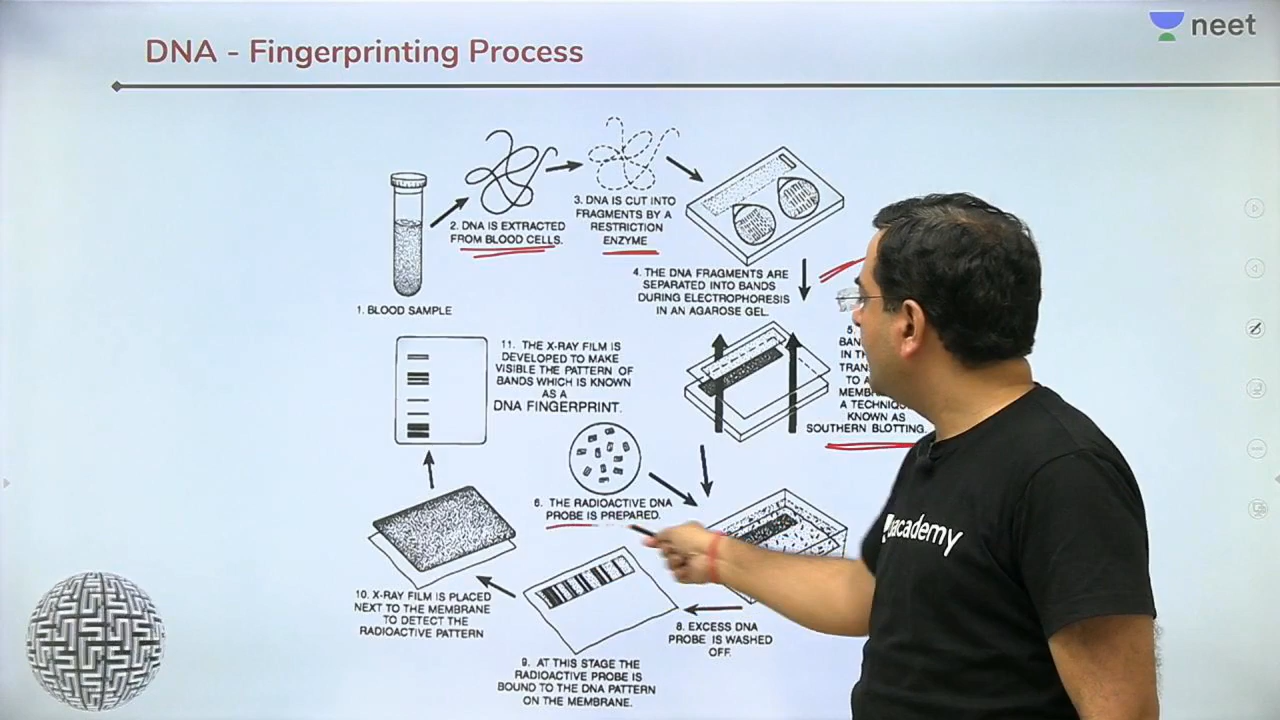 DNA - Fingerprinting Process
neet
1. BLOOD SAMPLE
2. DNA IS EXTRACTED
FROM BLOOD CELLS.
3. DNA IS CUT INTO
FRAGMENTS BY A
RESTRICTION
ENZYME
4. THE DNA FRAGMENTS ARE
SEPARATED INTO BANDS
DURING ELECTROPHORESIS
IN AN AGAROSE GEL.
5.
IN
TO
A TECHNIQUE
KNOWN AS
SOUTHERN BLOTTING.
6. THE RADIOACTIVE DNA
PROBE IS PREPARED.
8. EXCESS DNA
PROBE IS WASHED
OFF.
9. AT THIS STAGE THE
RADIOACTIVE PROBE IS
BOUND TO THE DNA PATTERN
ON THE MEMBRANE.
10. X-RAY FILM IS PLACED
NEXT TO THE MEMBRANE
TO DETECT THE
RADIOACTIVE PATTERN
11. THE X-RAY FILM IS
DEVELOPED TO MAKE
VISIBLE THE PATTERN OF
BANDS WHICH IS KNOWN
AS A
DNA FINGERPRINT.
unacademy